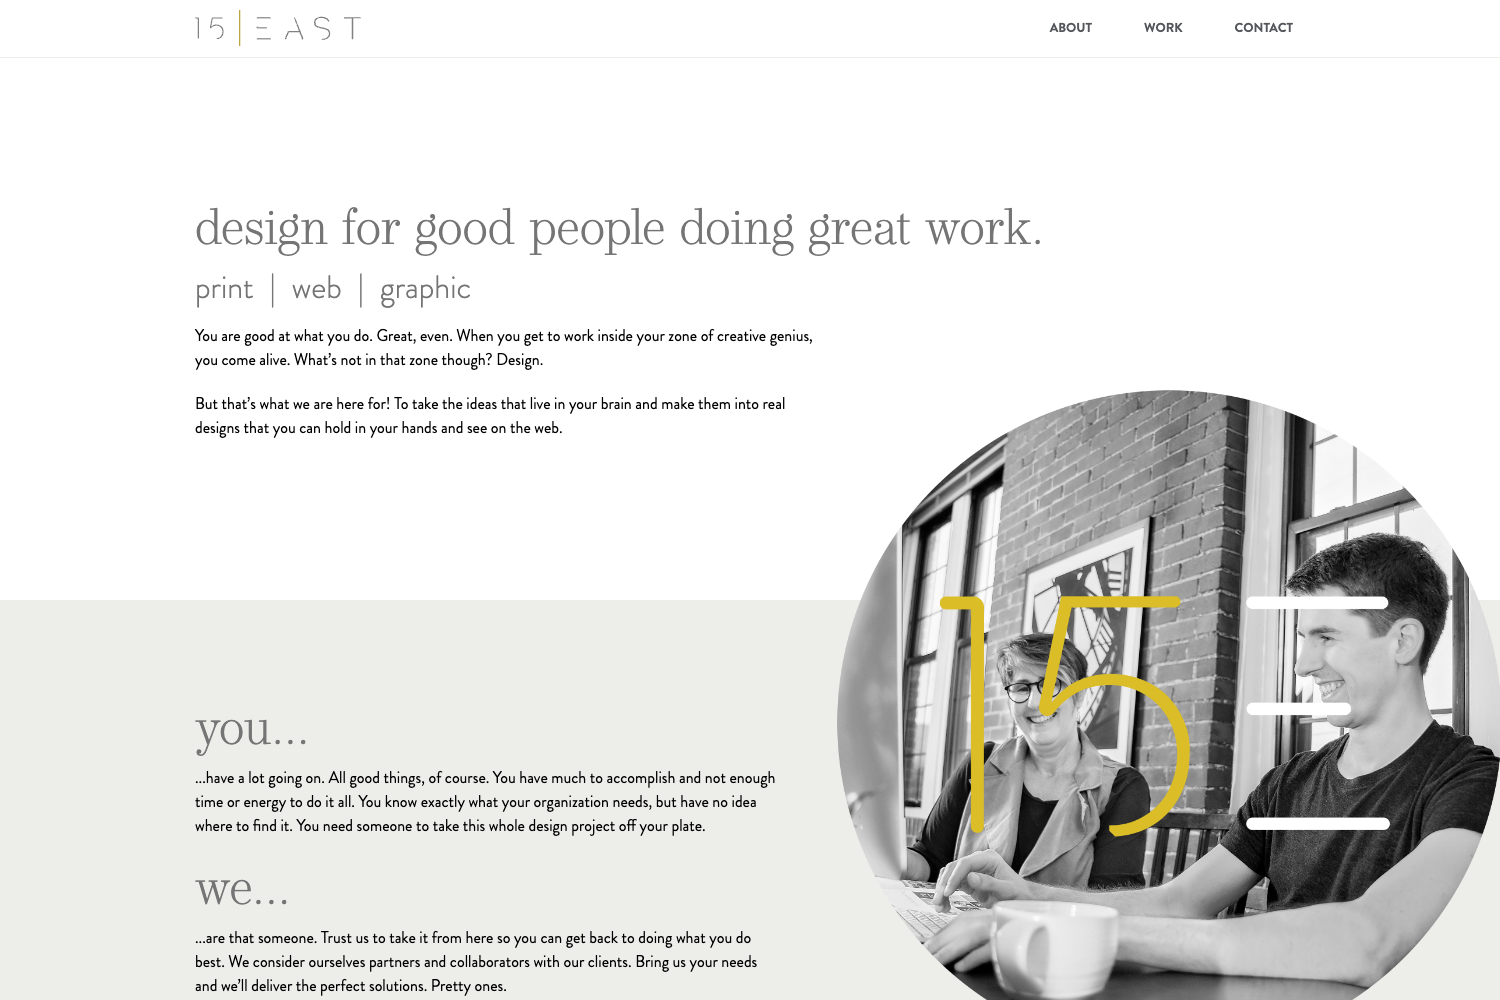 15 | EAST
ABOUT WORK CONTACT
design for good people doing great work.
print | web | graphic
You are good at what you do. Great, even. When you get to work inside your zone of creative genius,
you come alive. What’s not in that zone though? Design.
But that’s what we are here for! To take the ideas that live in your brain and make them into real
designs that you can hold in your hands and see on the web.
15 E
you...
...have a lot going on. All good things, of course. You have much to accomplish and not enough
time or energy to do it all. You know exactly what your organization needs, but have no idea
where to find it. You need someone to take this whole design project off your plate.
we...
...are that someone. Trust us to take it from here so you can get back to doing what you do
best. We consider ourselves partners and collaborators with our clients. Bring us your needs
and we’ll deliver the perfect solutions. Pretty ones.